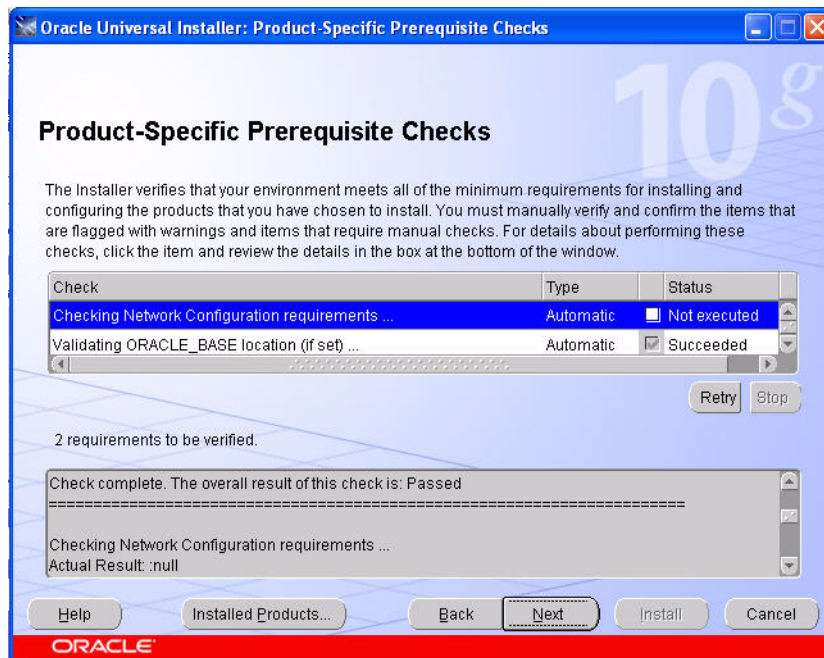 Oracle Universal Installer: Product-Specific Prerequisite Checks
10g
Product-Specific Prerequisite Checks
The Installer verifies that your environment meets all of the minimum requirements for installing and
configuring the products that you have chosen to install. You must manually verify and confirm the items that
are flagged with warnings and items that require manual checks. For details about performing these
checks, click the item and review the details in the box at the bottom of the window.
Check Type Status
Checking Network Configuration requirements ... Automatic Not executed
Validating ORACLE_BASE location (if set) ... Automatic Succeeded
Retry Stop
2 requirements to be verified.
Check complete. The overall result of this check is: Passed
========================================================================
Checking Network Configuration requirements ...
Actual Result: :null
Help Installed Products... Back Next Install Cancel
ORACLE